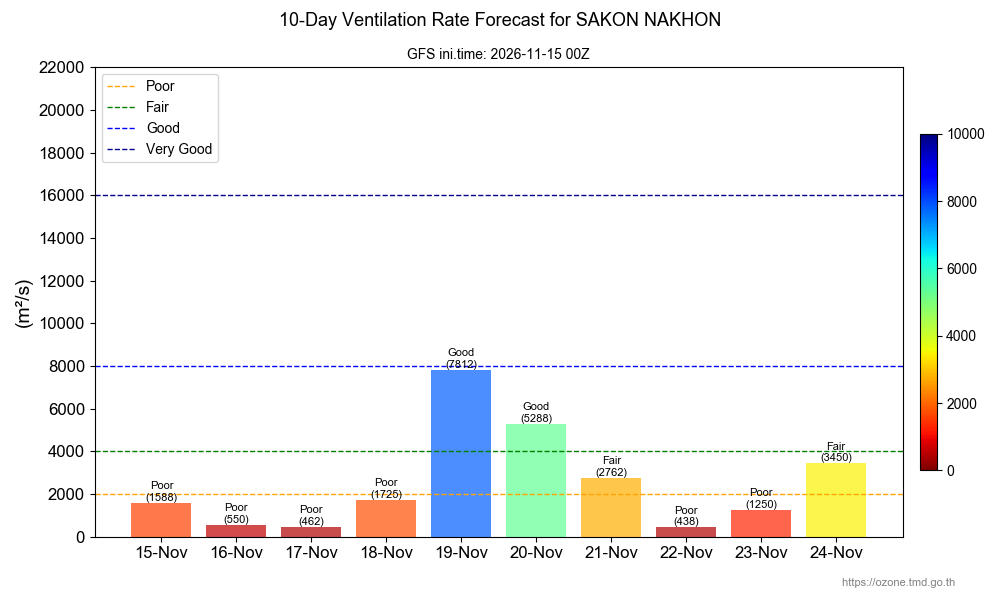 10-Day Ventilation Rate Forecast for SAKON NAKHON
GFS ini.time: 2026-11-15 00Z
22000
20000
18000
16000
14000
12000
10000
8000
6000
4000
2000
0
(m²/s)
Poor
Fair
Good
Very Good
Poor
(1588)
Poor
(550)
Poor
(462)
Poor
(1725)
Good
(7812)
Good
(5288)
Fair
(2762)
Poor
(438)
Poor
(1250)
Fair
(3450)
15-Nov
16-Nov
17-Nov
18-Nov
19-Nov
20-Nov
21-Nov
22-Nov
23-Nov
24-Nov
10000
8000
6000
4000
2000
0
https://ozone.tmd.go.th